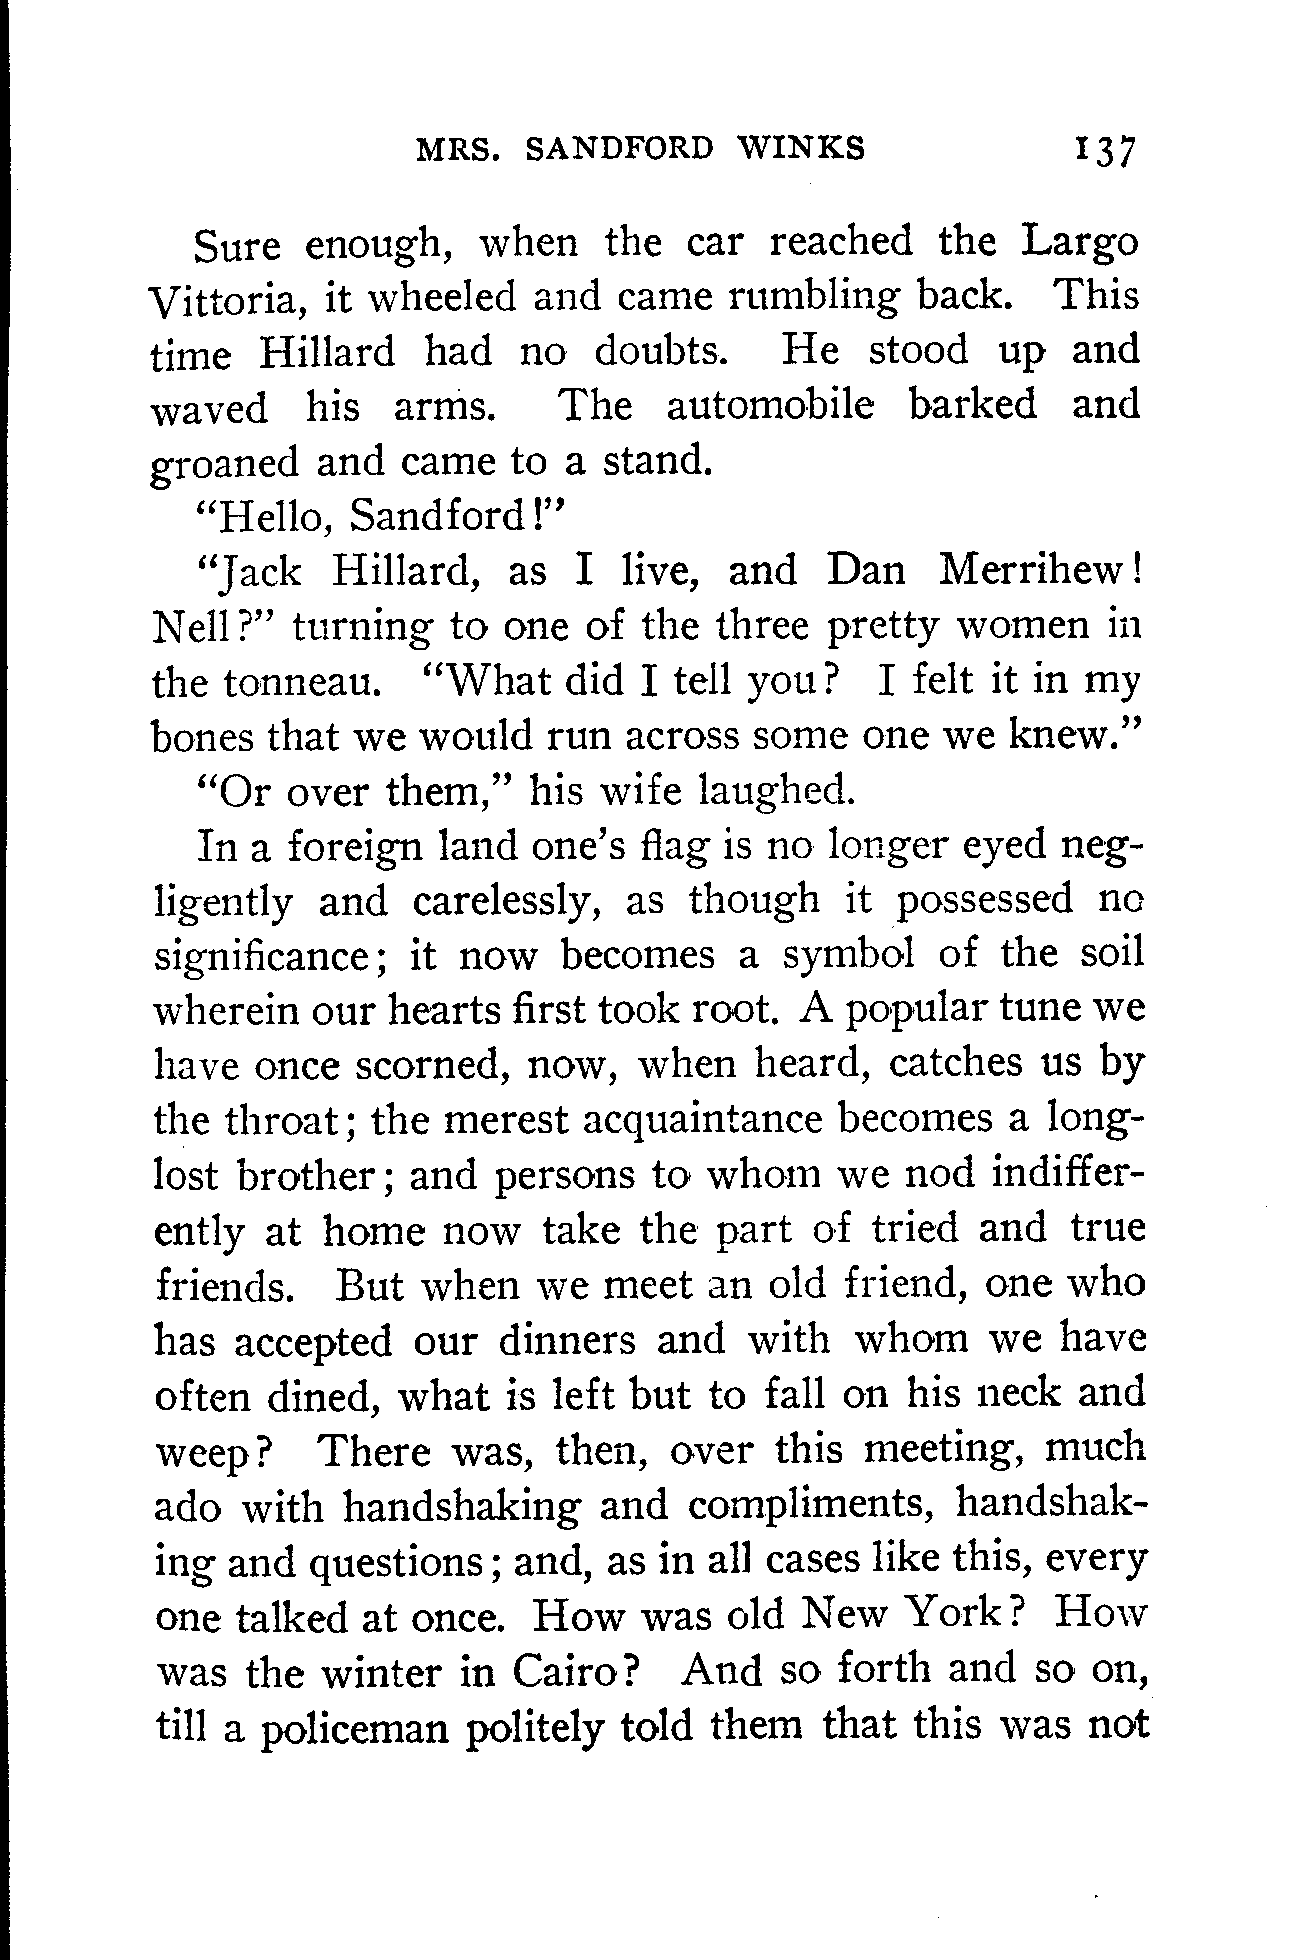 MRS. SANDFORD WINKS 137
Sure enough, when the car reached the Largo
Vittoria, it wheeled and came rumbling back. This
time Hillard had no doubts. He stood up and
waved his arms. The automobile barked and
groaned and came to a stand.
"Hello, Sandford!"
"Jack Hillard, as I live, and Dan Merrihew!
Nell?" turning to one of the three pretty women in
the tonneau. "What did I tell you? I felt it in my
bones that we would run across some one we knew."
"Or over them," his wife laughed.
In a foreign land one's flag is no longer eyed neg-
ligently and carelessly, as though it possessed no
significance; it now becomes a symbol of the soil
wherein our hearts first took root. A popular tune we
have once scorned, now, when heard, catches us by
the throat; the merest acquaintance becomes a long-
lost brother; and persons to whom we nod indiffer-
ently at home now take the part of tried and true
friends. But when we meet an old friend, one who
has accepted our dinners and with whom we have
often dined, what is left but to fall on his neck and
weep? There was, then, over this meeting, much
ado with handshaking and compliments, handshak-
ing and questions; and, as in all cases like this, every
one talked at once. How was old New York? How
was the winter in Cairo? And so forth and so on,
till a policeman politely told them that this was not